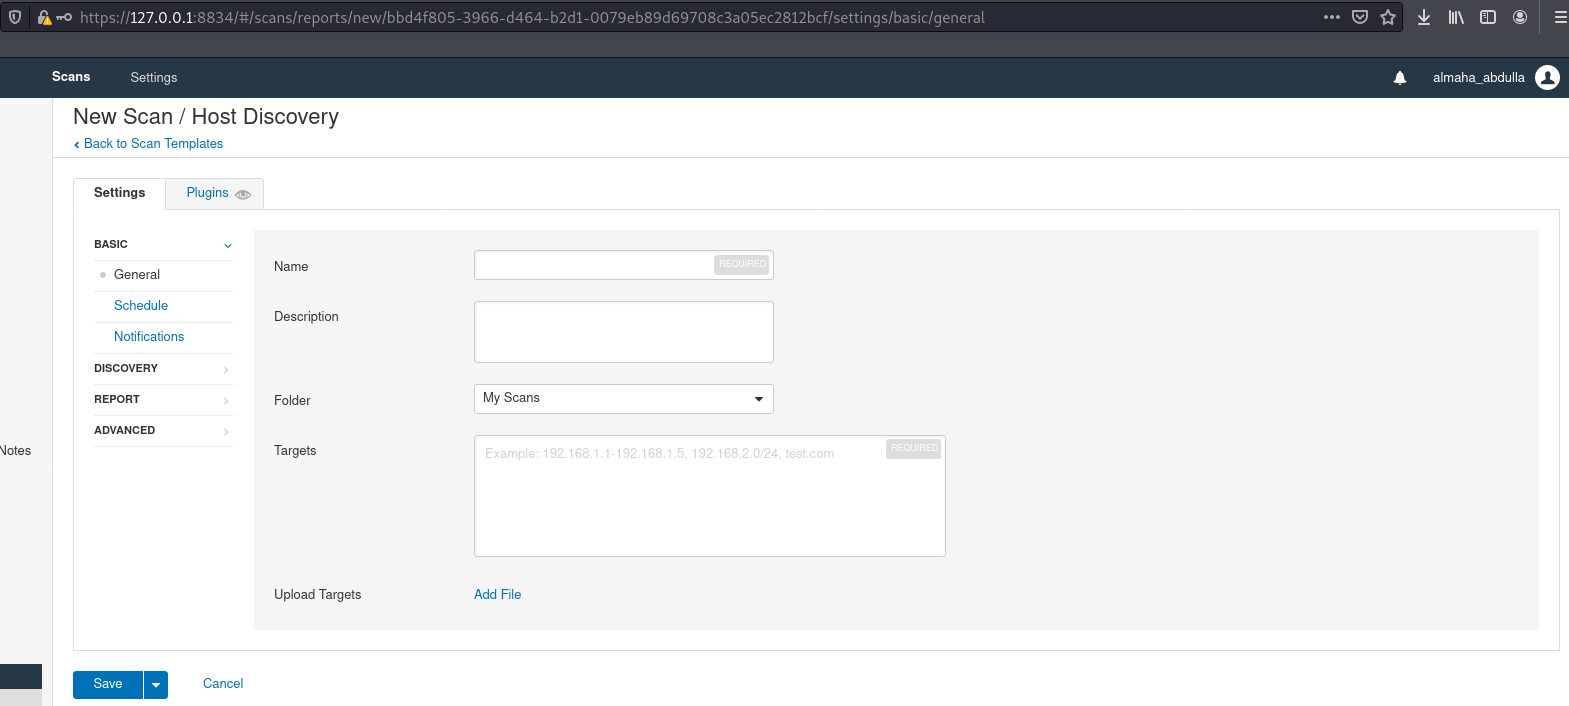 https://127.0.0.1:8834/#/scans/reports/new/bbd4f805-3966-d464-b2d1-0079eb89d69708c3a05ec2812bcf/settings/basic/general
Scans Settings almaha_abdulla
New Scan / Host Discovery
‹ Back to Scan Templates
Settings Plugins
BASIC
General
Schedule
Notifications
DISCOVERY
REPORT
ADVANCED
Notes
Name REQUIRED
Description
Folder My Scans
Targets Example: 192.168.1.1-192.168.1.5, 192.168.2.0/24, test.com REQUIRED
Upload Targets Add File
Save Cancel